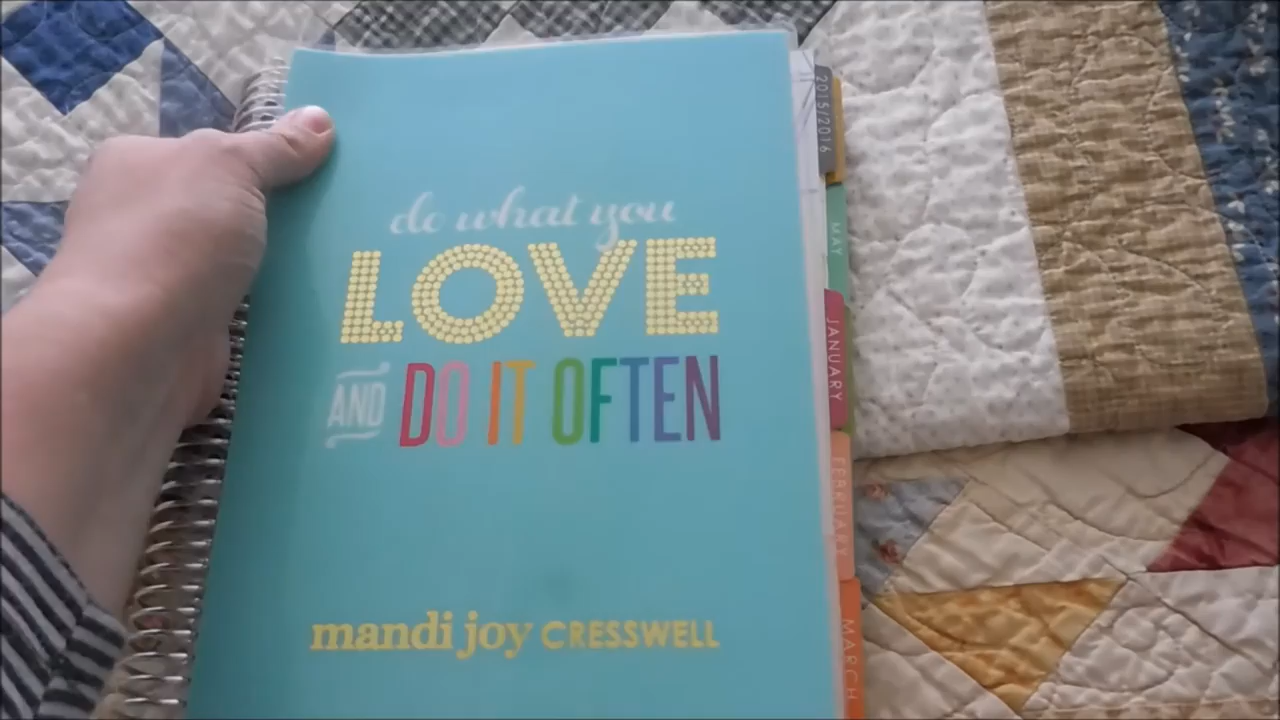 do what you
LOVE
AND DO IT OFTEN
mandi joy CRESSWELL
2015/2016
MAY
JANUARY
FEBRUARY
MARCH